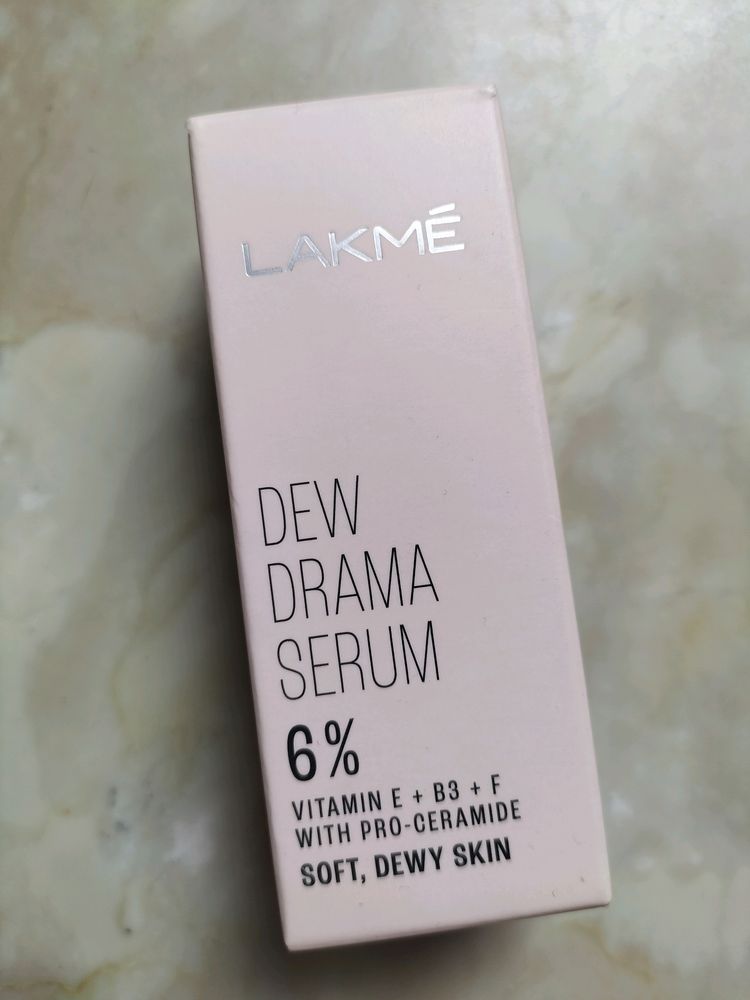 LAKMÉ
DEW
DRAMA
SERUM
6%
VITAMIN E + B3 + F
WITH PRO-CERAMIDE
SOFT, DEWY SKIN